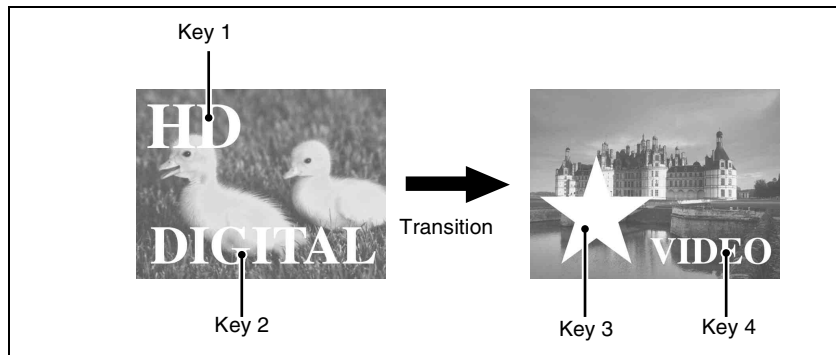 Key 1
HD
DIGITAL
Key 2
Transition
VIDEO
Key 3
Key 4